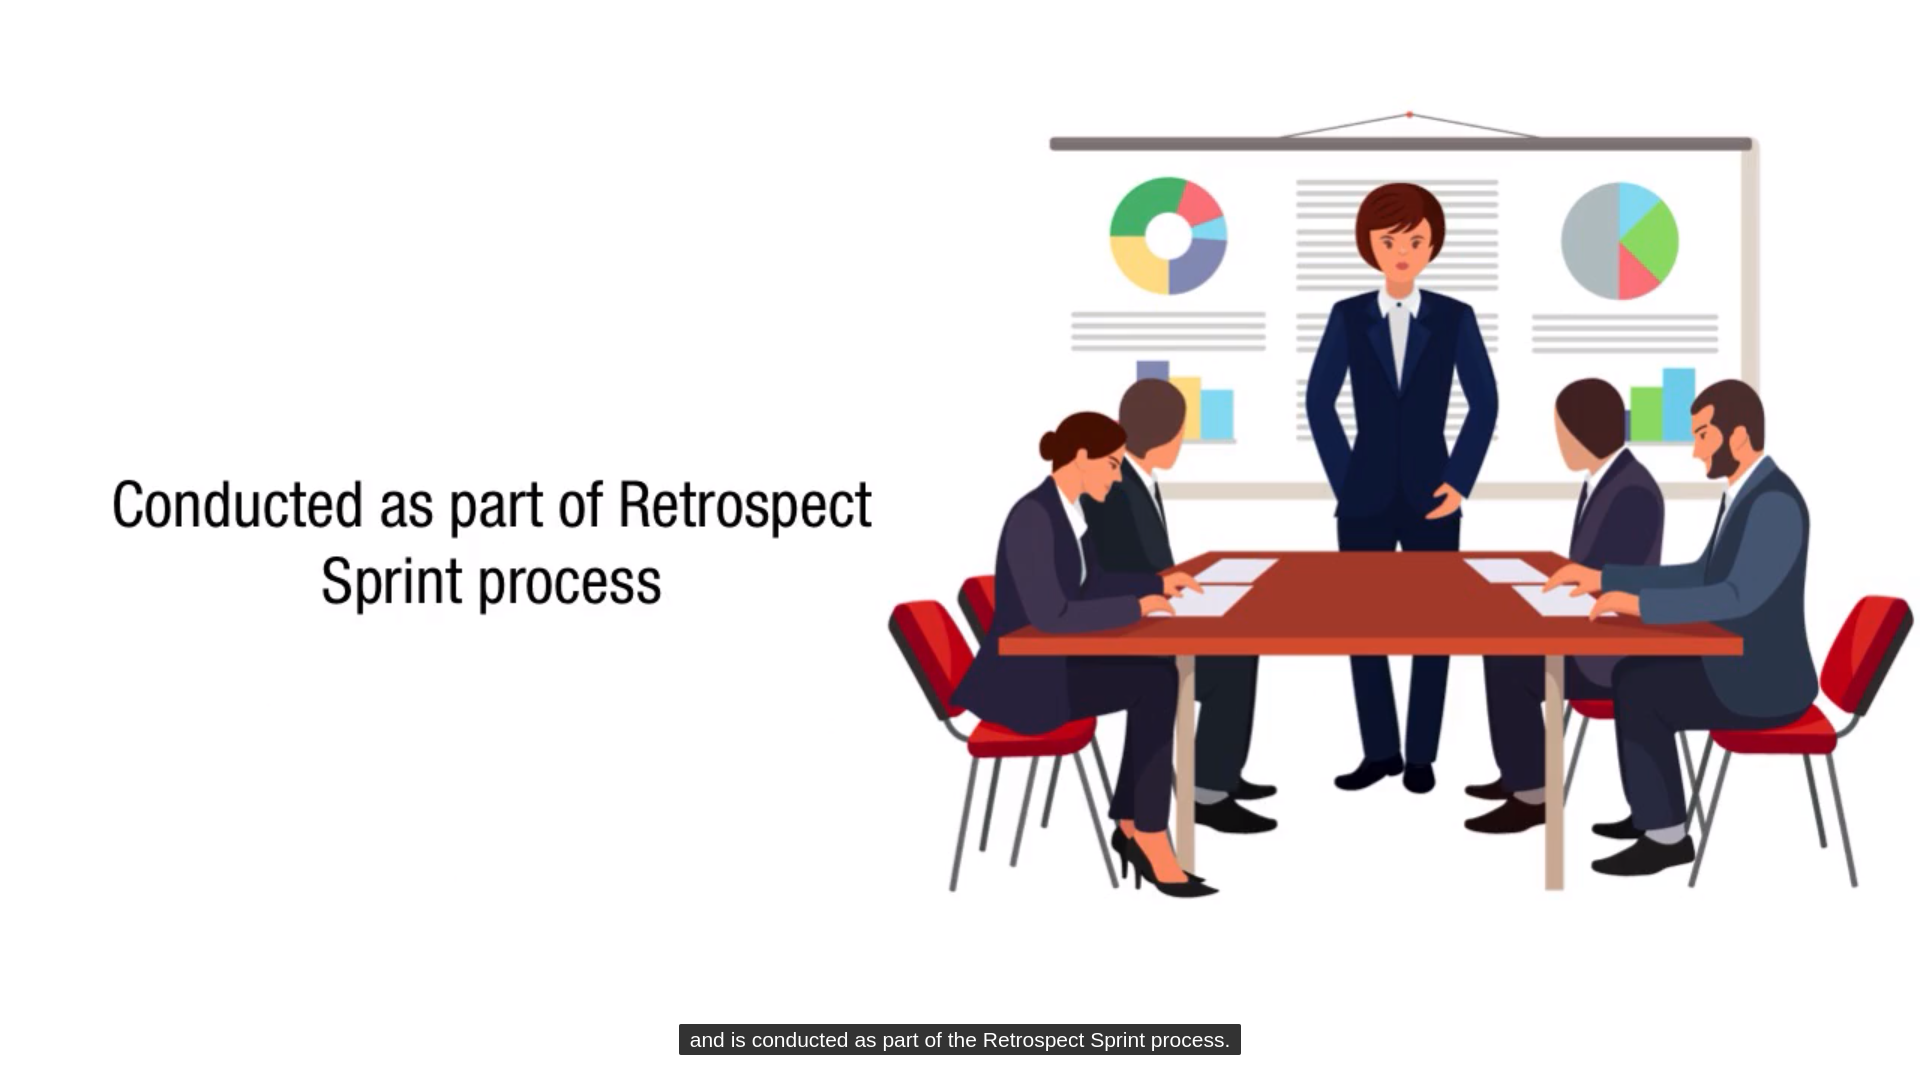 Conducted as part of Retrospect
Sprint process
and is conducted as part of the Retrospect Sprint process.